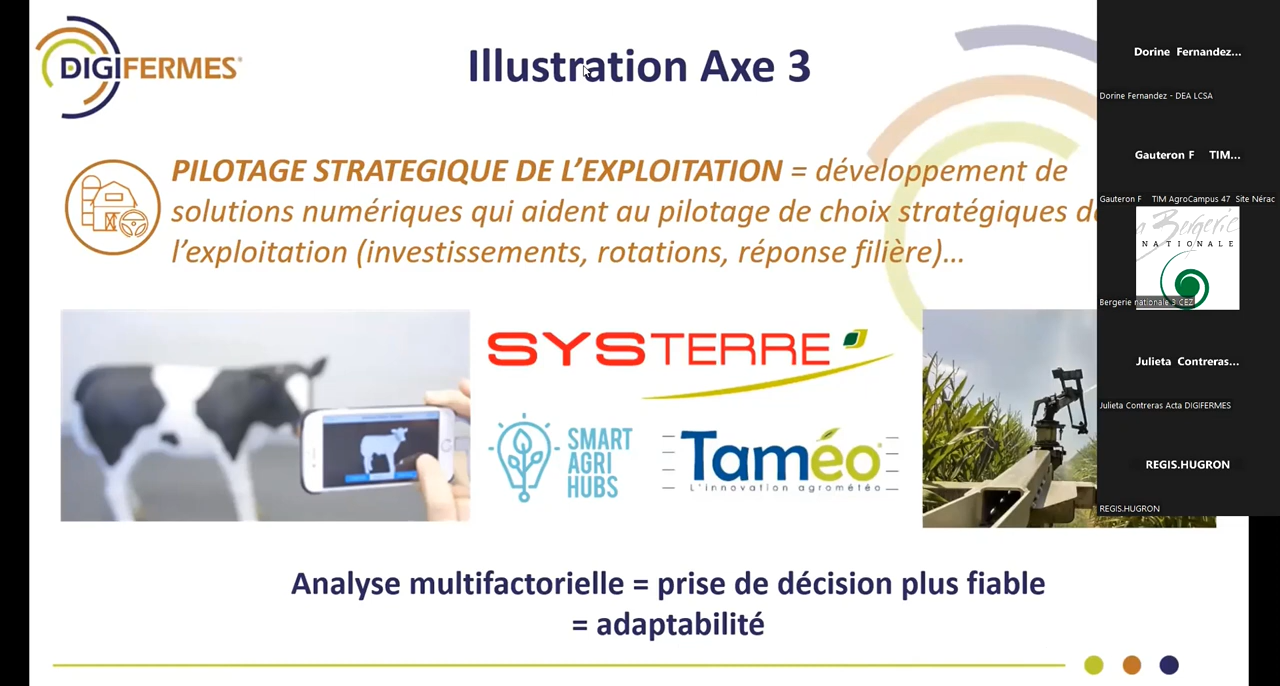 DIGIFERMES®
Illustration Axe 3
PILOTAGE STRATEGIQUE DE L'EXPLOITATION = développement de
solutions numériques qui aident au pilotage de choix stratégiques
l'exploitation (investissements, rotations, réponse filière)...
SYSTERRE
SMART
AGRI
HUBS
Taméo®
L'innovation agrométéo
Analyse multifactorielle = prise de décision plus fiable
= adaptabilité
Dorine Fernandez...
Dorine Fernandez - DEA LCSA
Gauteron F TIM...
Gauteron F TIM AgroCampus 47 Site Nérac
Bergerie
NATIONALE
Bergerie nationale 3 CEZ
Julieta Contreras...
Julieta Contreras Acta DIGIFERMES
REGIS.HUGRON
REGIS.HUGRON